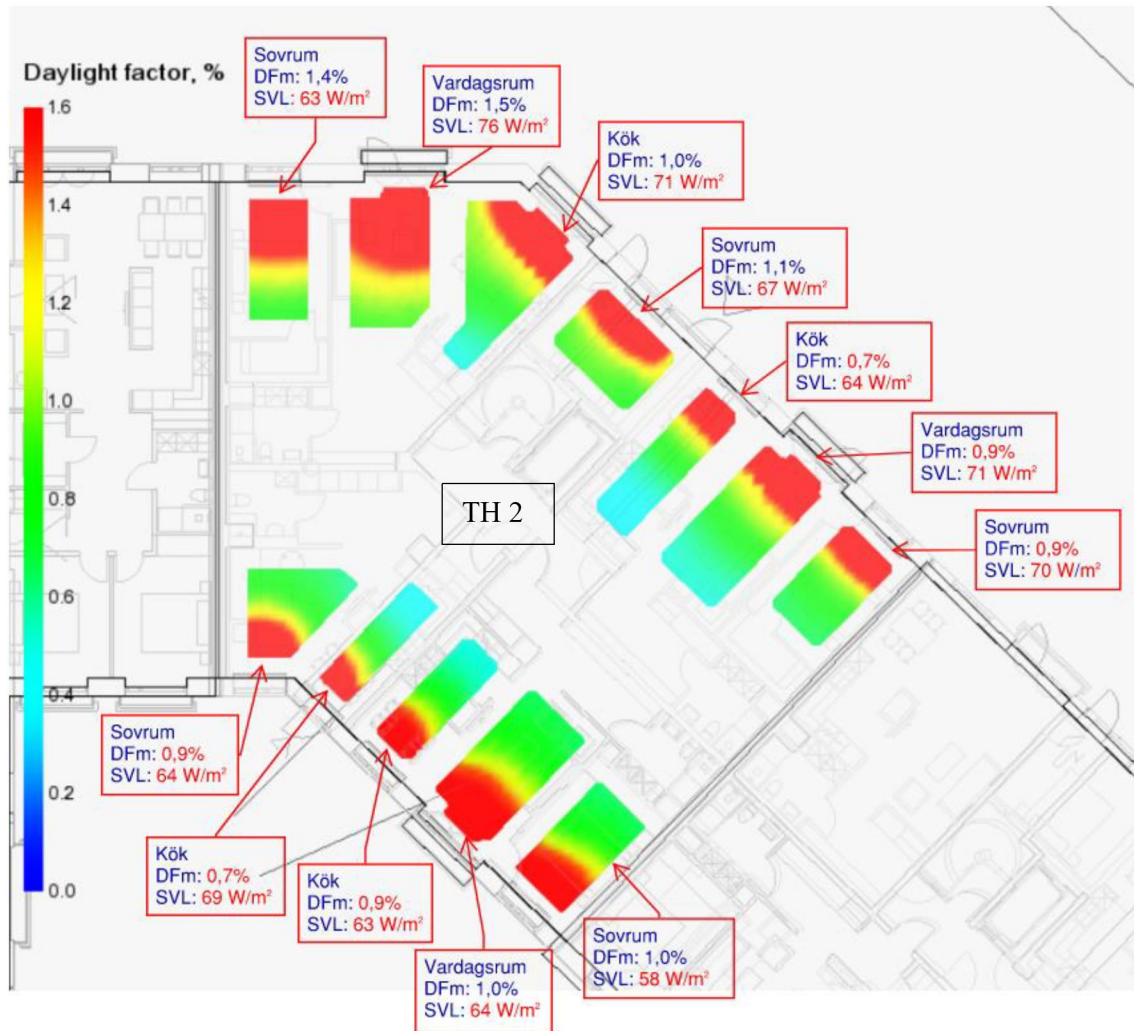 Daylight factor, %
1.6
1.4
1.2
1.0
0.8
0.6
0.4
0.2
0.0
Sovrum
DFm: 1,4%
SVL: 63 W/m²
Vardagsrum
DFm: 1,5%
SVL: 76 W/m²
Kök
DFm: 1,0%
SVL: 71 W/m²
Sovrum
DFm: 1,1%
SVL: 67 W/m²
Kök
DFm: 0,7%
SVL: 64 W/m²
Vardagsrum
DFm: 0,9%
SVL: 71 W/m²
Sovrum
DFm: 0,9%
SVL: 70 W/m²
TH 2
Sovrum
DFm: 0,9%
SVL: 64 W/m²
Kök
DFm: 0,7%
SVL: 69 W/m²
Kök
DFm: 0,9%
SVL: 63 W/m²
Vardagsrum
DFm: 1,0%
SVL: 64 W/m²
Sovrum
DFm: 1,0%
SVL: 58 W/m²